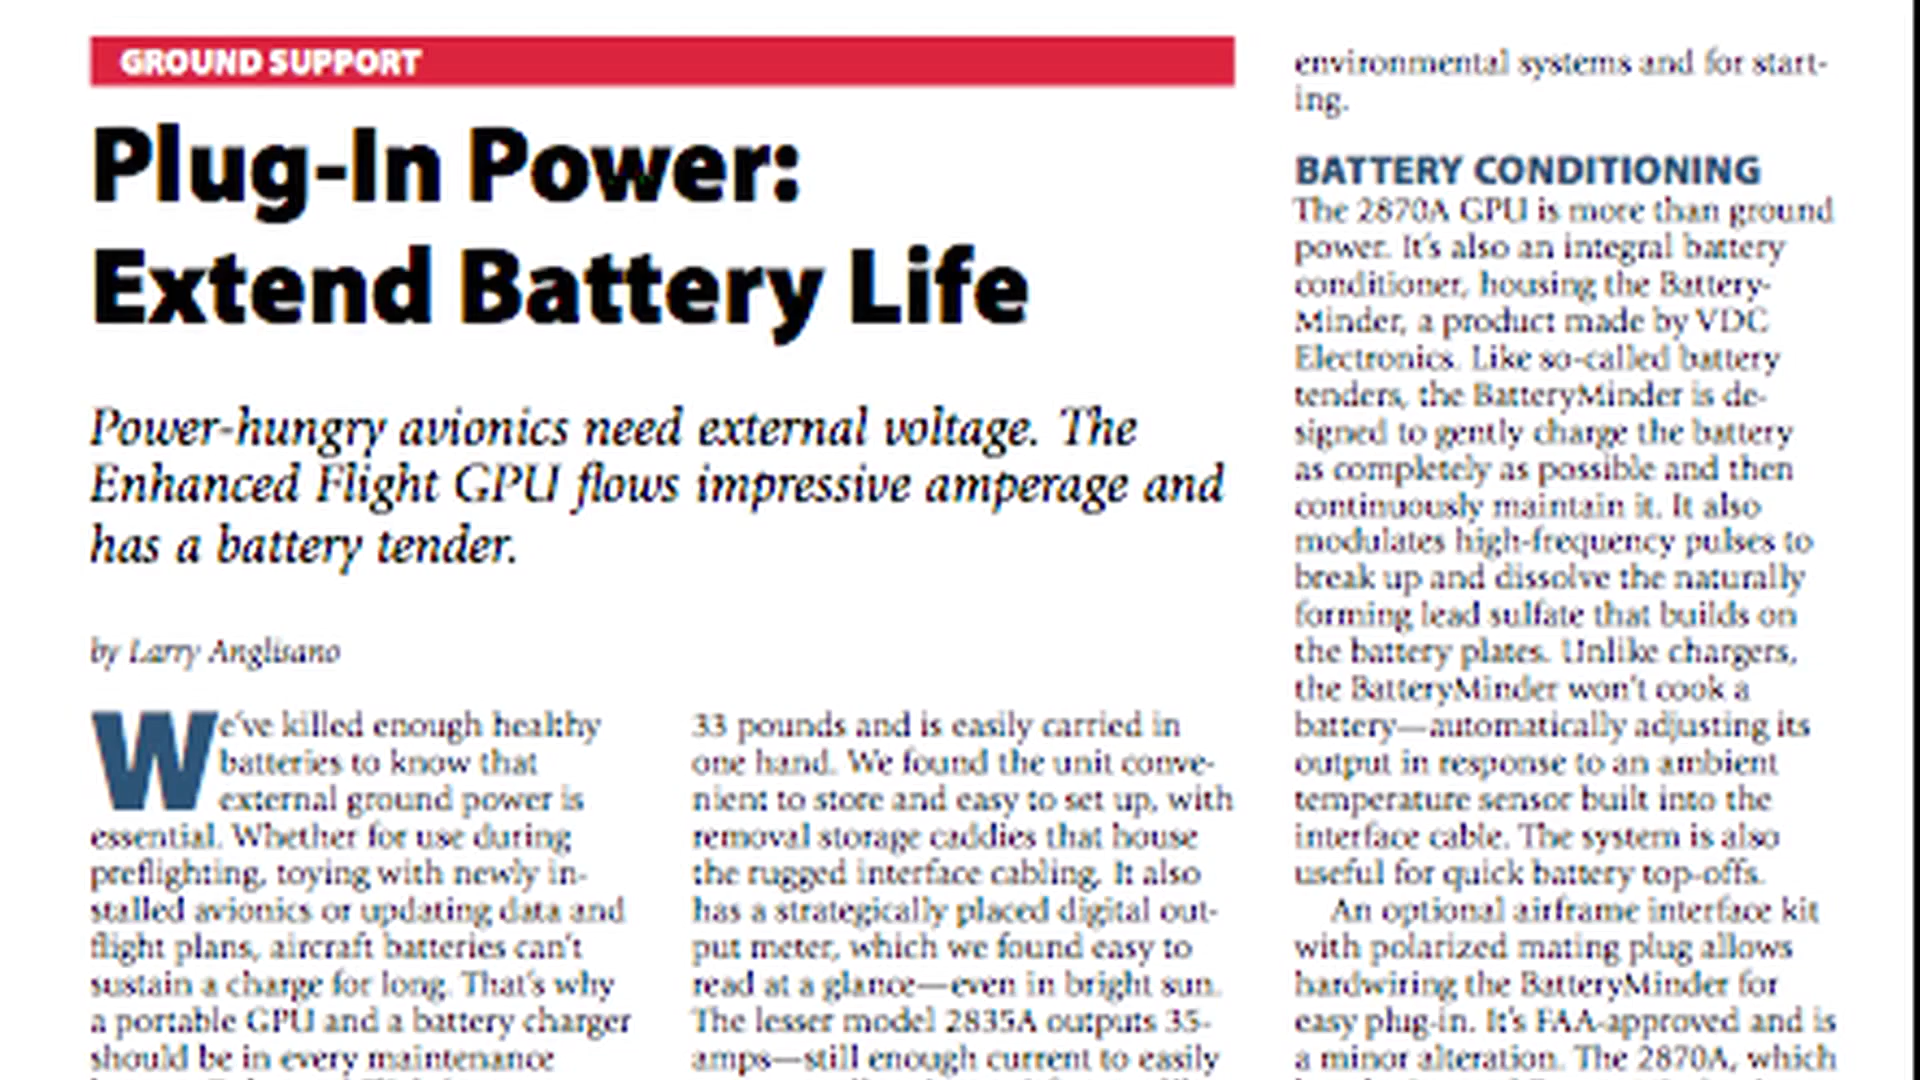 GROUND SUPPORT
Plug-In Power:
Extend Battery Life
Power-hungry avionics need external voltage. The
Enhanced Flight GPU flows impressive amperage and
has a battery tender.
by Larry Anglisano
We've killed enough healthy
batteries to know that
external ground power is
essential. Whether for use during
preflighting, toying with newly in-
stalled avionics or updating data and
flight plans, aircraft batteries can't
sustain a charge for long. That's why
a portable GPU and a battery charger
should be in every maintenance
33 pounds and is easily carried in
one hand. We found the unit conve-
nient to store and easy to set up, with
removal storage caddies that house
the rugged interface cabling. It also
has a strategically placed digital out-
put meter, which we found easy to
read at a glance—even in bright sun.
The lesser model 2835A outputs 35-
amps—still enough current to easily
environmental systems and for start-
ing.
BATTERY CONDITIONING
The 2870A GPU is more than ground
power. It's also an integral battery
conditioner, housing the Battery-
Minder, a product made by VDC
Electronics. Like so-called battery
tenders, the BatteryMinder is de-
signed to gently charge the battery
as completely as possible and then
continuously maintain it. It also
modulates high-frequency pulses to
break up and dissolve the naturally
forming lead sulfate that builds on
the battery plates. Unlike chargers,
the BatteryMinder won't cook a
battery—automatically adjusting its
output in response to an ambient
temperature sensor built into the
interface cable. The system is also
useful for quick battery top-offs.
An optional airframe interface kit
with polarized mating plug allows
hardwiring the BatteryMinder for
easy plug-in. It's FAA-approved and is
a minor alteration. The 2870A, which